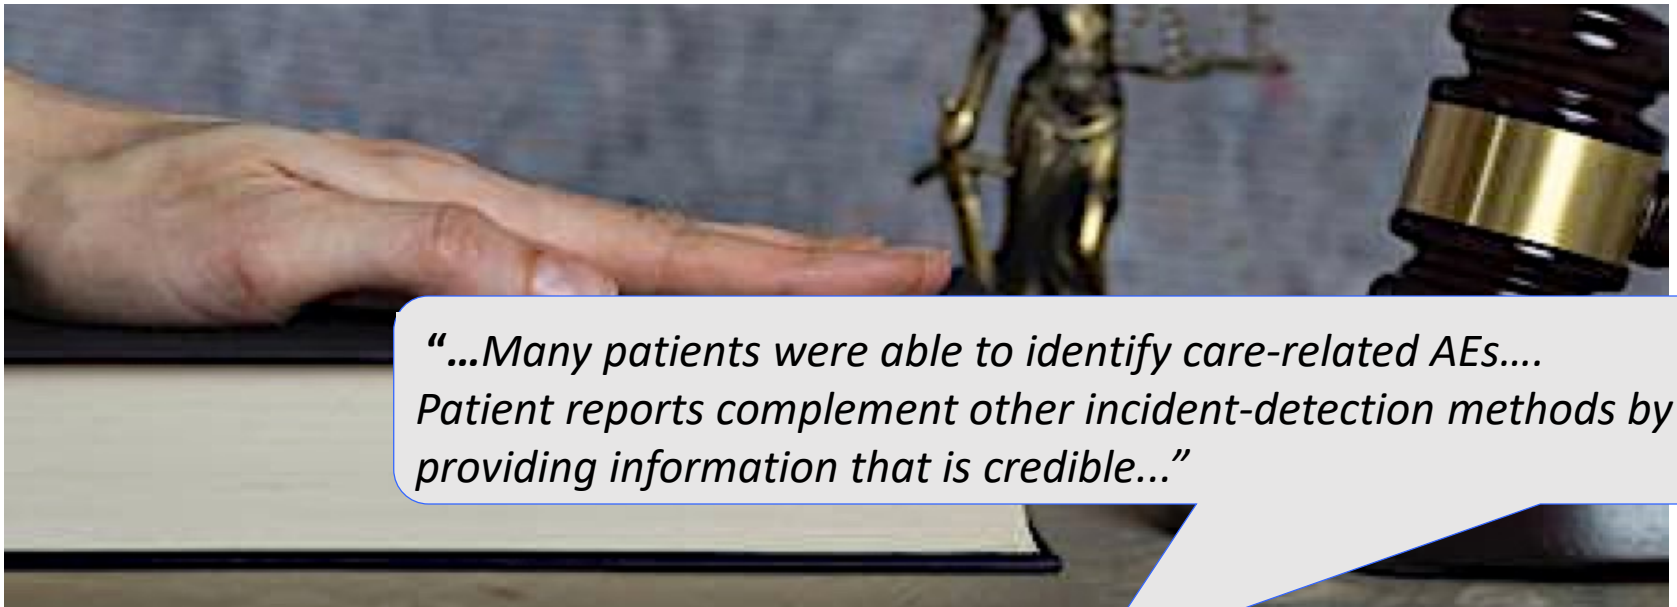 “…Many patients were able to identify care-related AEs….
Patient reports complement other incident-detection methods by
providing information that is credible...”